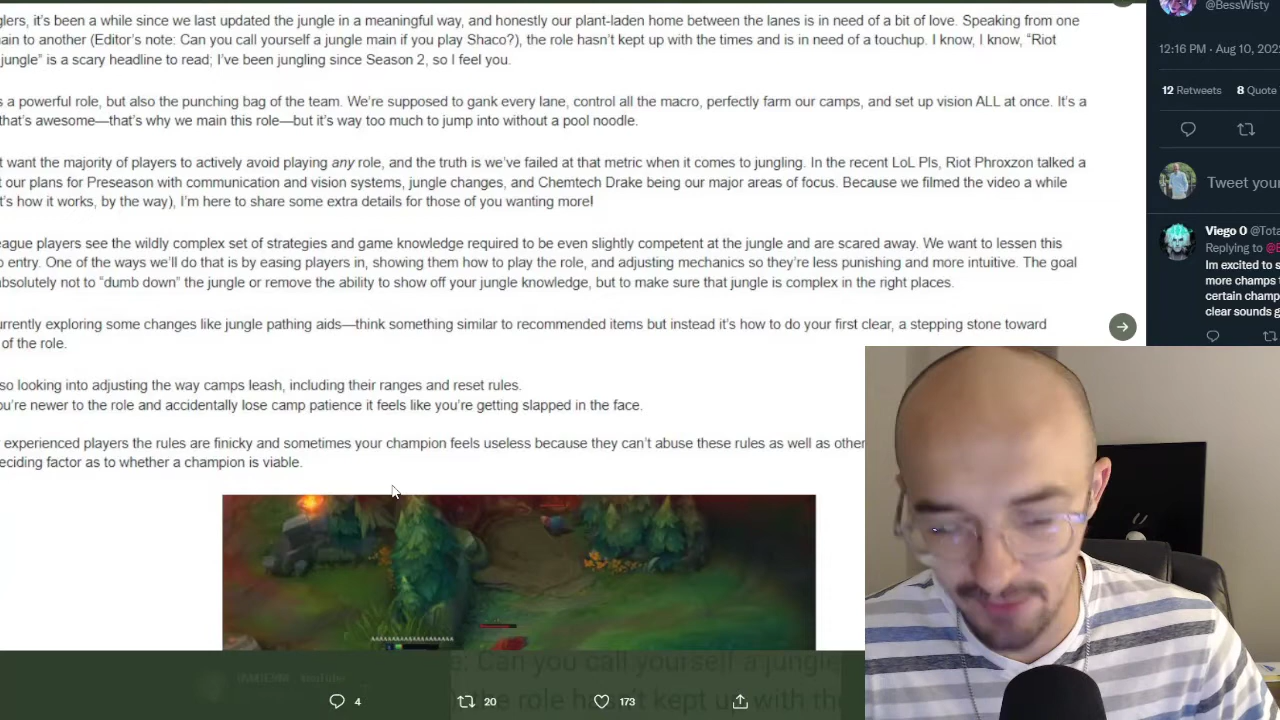 glers, it's been a while since we last updated the jungle in a meaningful way, and honestly our plant-laden home between the lanes is in need of a bit of love. Speaking from one
ain to another (Editor's note: Can you call yourself a jungle main if you play Shaco?), the role hasn't kept up with the times and is in need of a touchup. I know, I know, "Riot
jungle" is a scary headline to read; I've been jungling since Season 2, so I feel you.
s a powerful role, but also the punching bag of the team. We're supposed to gank every lane, control all the macro, perfectly farm our camps, and set up vision ALL at once. It's a
that's awesome—that's why we main this role—but it's way too much to jump into without a pool noodle.
t want the majority of players to actively avoid playing any role, and the truth is we've failed at that metric when it comes to jungling. In the recent LoL Pls, Riot Phroxzon talked a
t our plans for Preseason with communication and vision systems, jungle changes, and Chemtech Drake being our major areas of focus. Because we filmed the video a while
t's how it works, by the way), I'm here to share some extra details for those of you wanting more!
eague players see the wildly complex set of strategies and game knowledge required to be even slightly competent at the jungle and are scared away. We want to lessen this
o entry. One of the ways we'll do that is by easing players in, showing them how to play the role, and adjusting mechanics so they're less punishing and more intuitive. The goal
absolutely not to "dumb down" the jungle or remove the ability to show off your jungle knowledge, but to make sure that jungle is complex in the right places.
urrently exploring some changes like jungle pathing aids—think something similar to recommended items but instead it's how to do your first clear, a stepping stone toward
of the role.
so looking into adjusting the way camps leash, including their ranges and reset rules.
ou're newer to the role and accidentally lose camp patience it feels like you're getting slapped in the face.
experienced players the rules are finicky and sometimes your champion feels useless because they can't abuse these rules as well as other
eciding factor as to whether a champion is viable.
@BessWisty
12:16 PM · Aug 10, 202
12 Retweets 8 Quote
Tweet your
Viego 0 @Tota
Replying to @B
Im excited to s
more champs t
certain champ
clear sounds g
e: Can you call yourself a jungle
the role hasn't kept up with the
4 20 173